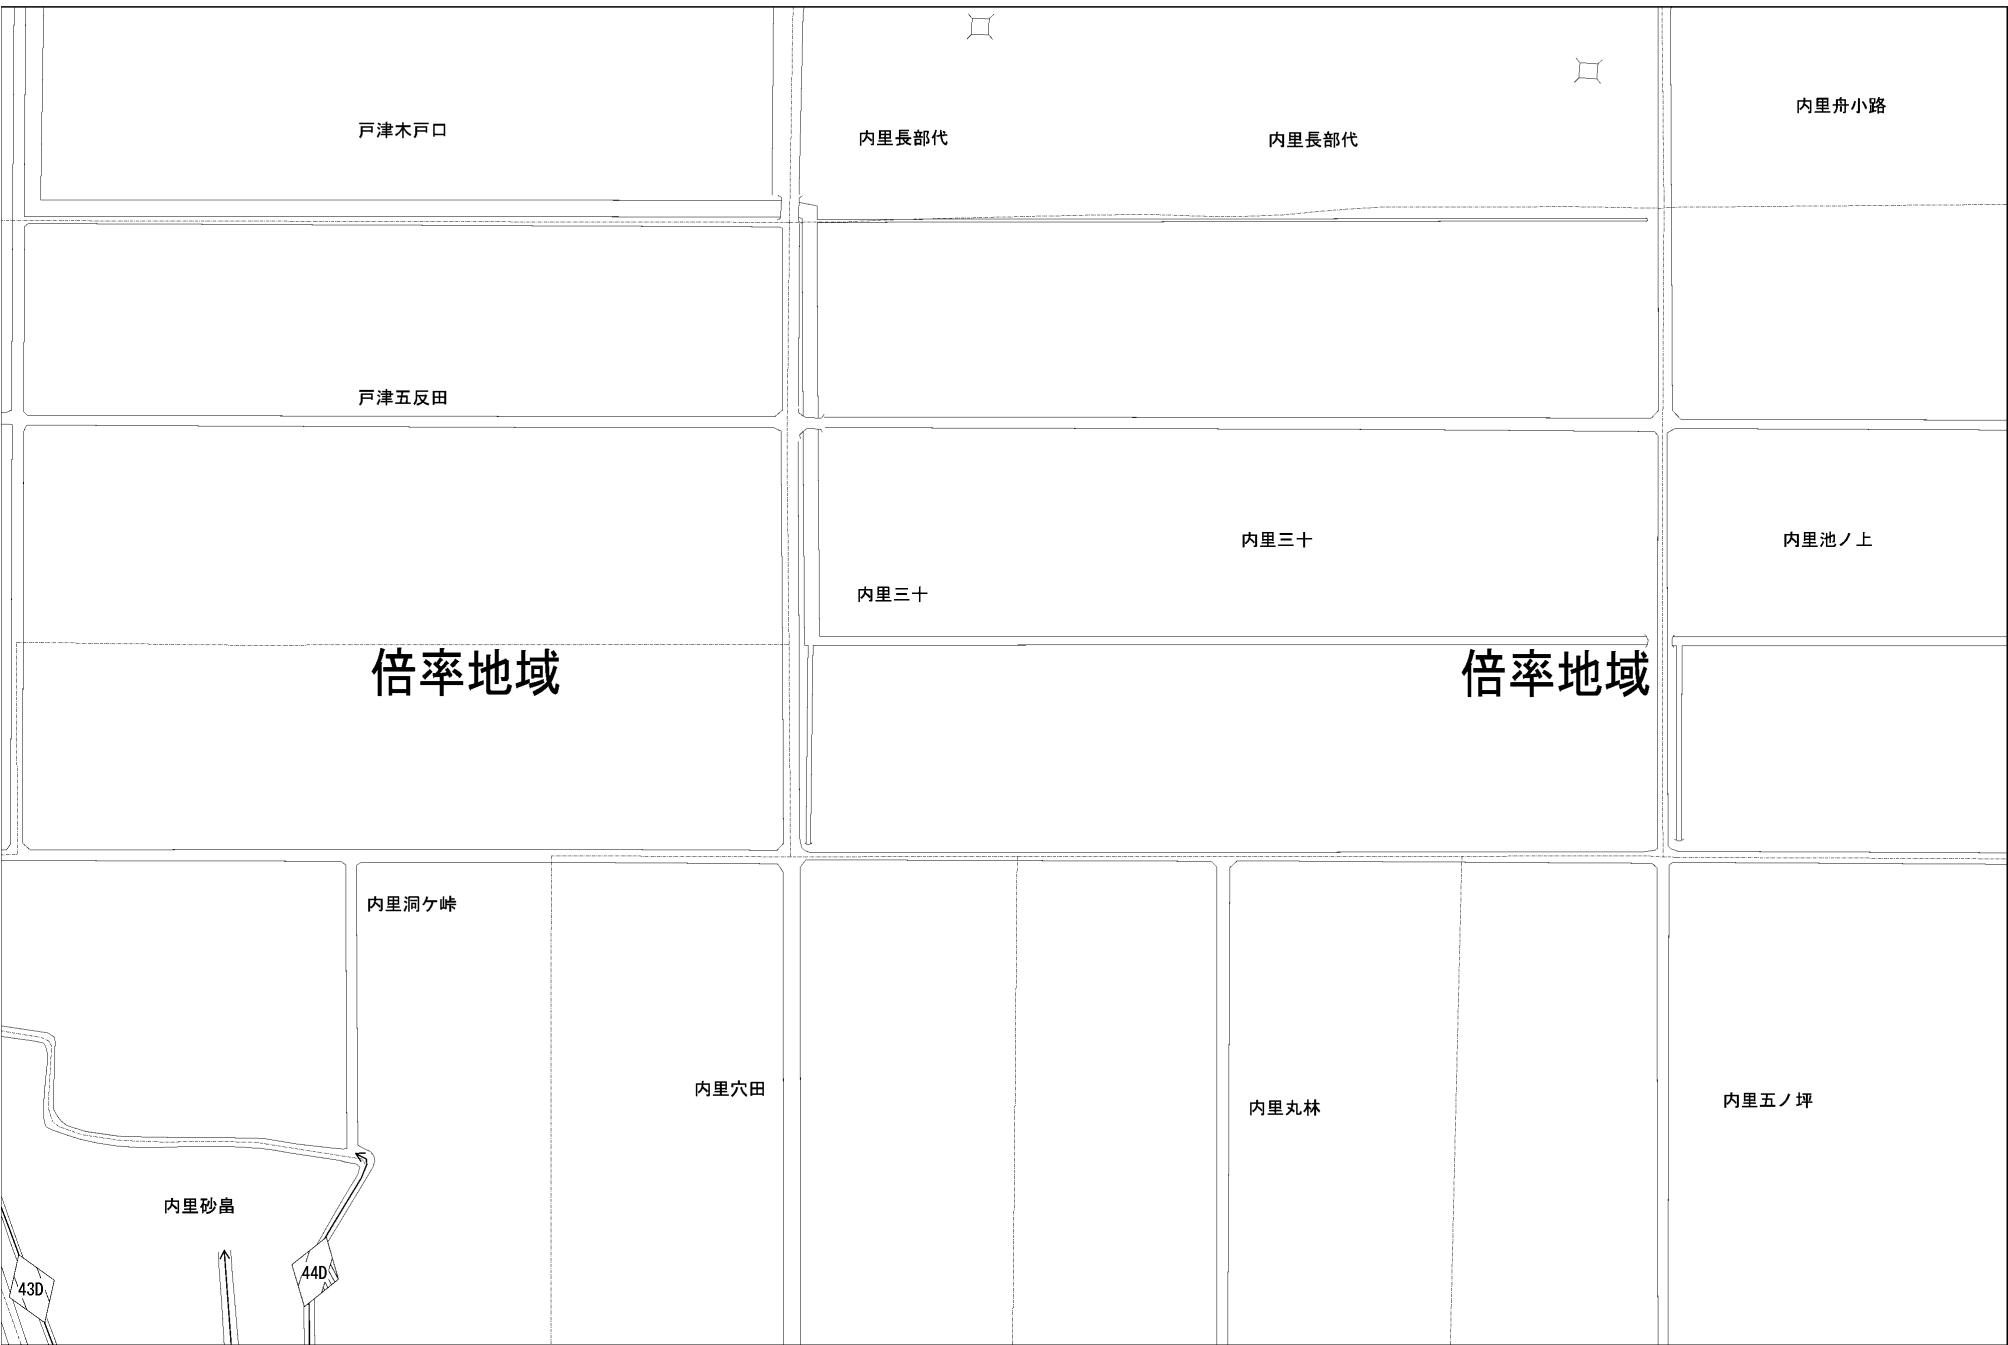 内里舟小路
戸津木戸口
内里長部代
内里長部代
戸津五反田
内里三十
内里池ノ上
内里三十
倍率地域
倍率地域
内里洞ケ峠
内里穴田
内里丸林
内里五ノ坪
内里砂畠
44D
43D